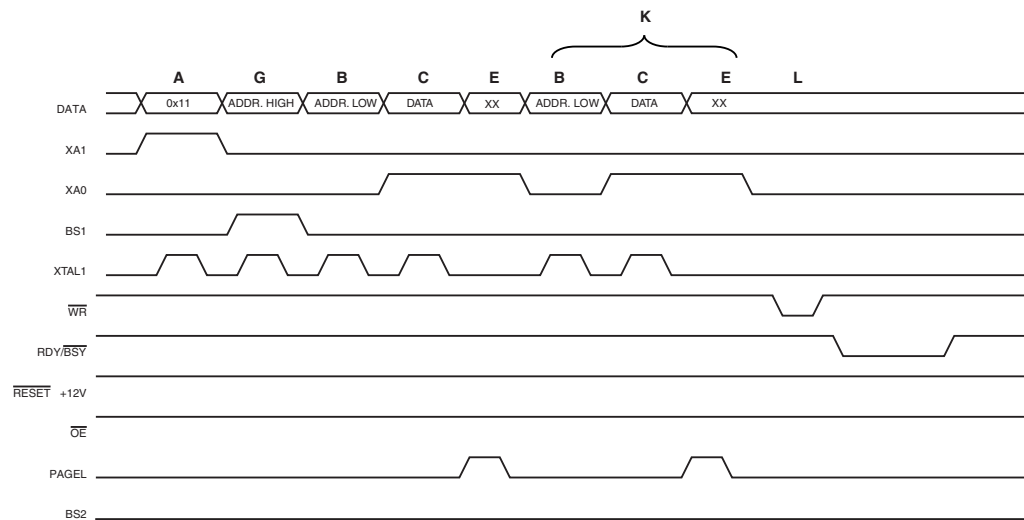 K
A G B C E B C E L
DATA 0x11 ADDR. HIGH ADDR. LOW DATA XX ADDR. LOW DATA XX
XA1
XA0
BS1
XTAL1
WR
RDY/BSY
RESET +12V
OE
PAGEL
BS2